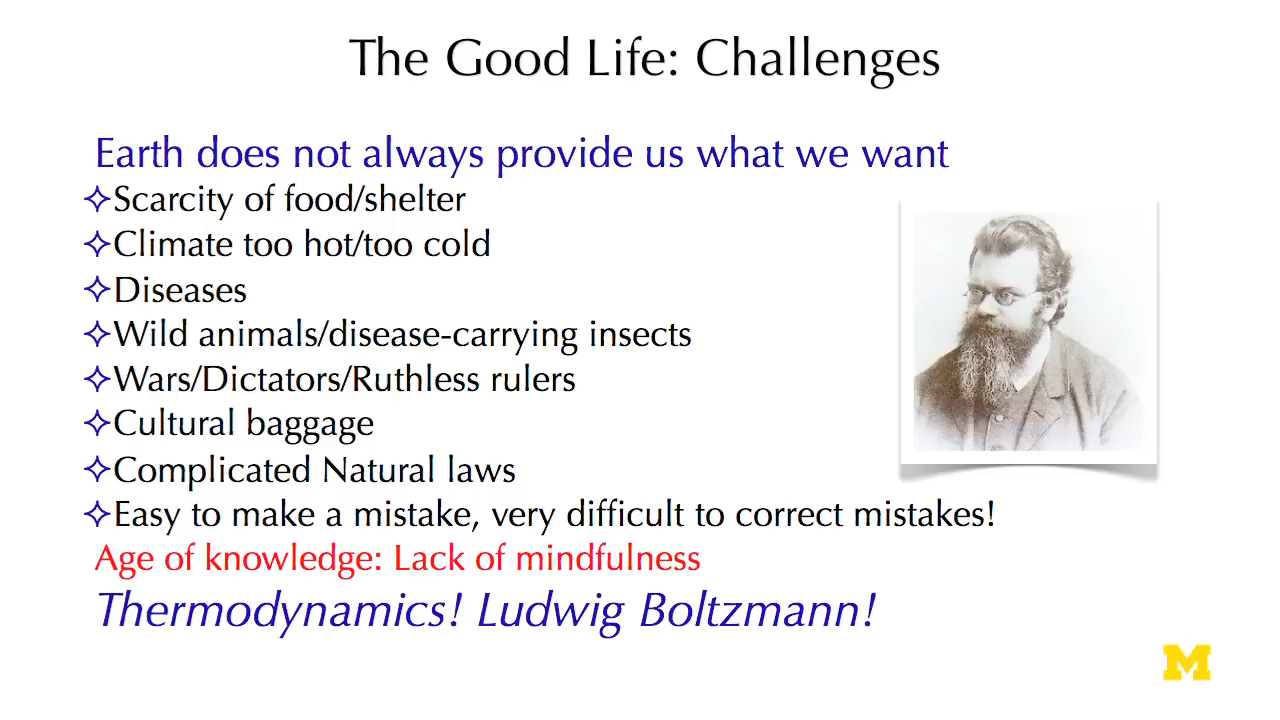 The Good Life: Challenges
Earth does not always provide us what we want
✧Scarcity of food/shelter
✧Climate too hot/too cold
✧Diseases
✧Wild animals/disease-carrying insects
✧Wars/Dictators/Ruthless rulers
✧Cultural baggage
✧Complicated Natural laws
✧Easy to make a mistake, very difficult to correct mistakes!
Age of knowledge: Lack of mindfulness
Thermodynamics! Ludwig Boltzmann!
M